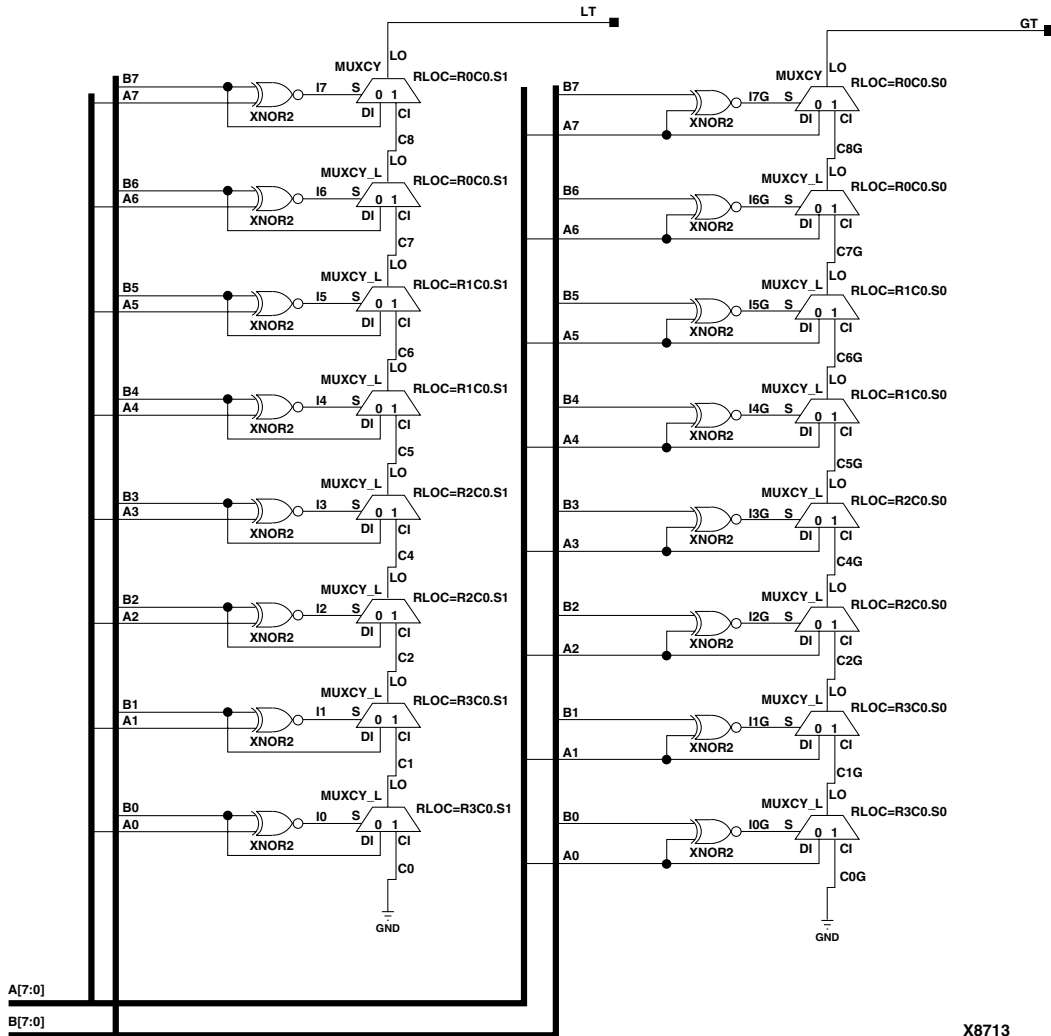 LT
GT
LO
MUXCY
RLOC=R0C0.S1
B7
A7
I7
S
0 1
DI
CI
XNOR2
C8
LO
MUXCY_L
RLOC=R0C0.S1
B6
A6
I6
S
0 1
DI
CI
XNOR2
C7
LO
MUXCY_L
RLOC=R1C0.S1
B5
A5
I5
S
0 1
DI
CI
XNOR2
C6
LO
MUXCY_L
RLOC=R1C0.S1
B4
A4
I4
S
0 1
DI
CI
XNOR2
C5
LO
MUXCY_L
RLOC=R2C0.S1
B3
A3
I3
S
0 1
DI
CI
XNOR2
C4
LO
MUXCY_L
RLOC=R2C0.S1
B2
A2
I2
S
0 1
DI
CI
XNOR2
C2
LO
MUXCY_L
RLOC=R3C0.S1
B1
A1
I1
S
0 1
DI
CI
XNOR2
C1
LO
MUXCY_L
RLOC=R3C0.S1
B0
A0
I0
S
0 1
DI
CI
XNOR2
C0
GND
LO
MUXCY
RLOC=R0C0.S0
B7
I7G
S
0 1
XNOR2
DI
CI
A7
C8G
LO
MUXCY_L
RLOC=R0C0.S0
B6
I6G
S
0 1
XNOR2
DI
CI
A6
C7G
LO
MUXCY_L
RLOC=R1C0.S0
B5
I5G
S
0 1
XNOR2
DI
CI
A5
C6G
LO
MUXCY_L
RLOC=R1C0.S0
B4
I4G
S
0 1
XNOR2
DI
CI
A4
C5G
LO
MUXCY_L
RLOC=R2C0.S0
B3
I3G
S
0 1
XNOR2
DI
CI
A3
C4G
LO
MUXCY_L
RLOC=R2C0.S0
B2
I2G
S
0 1
XNOR2
DI
CI
A2
C2G
LO
MUXCY_L
RLOC=R3C0.S0
B1
I1G
S
0 1
XNOR2
DI
CI
A1
C1G
LO
MUXCY_L
RLOC=R3C0.S0
B0
I0G
S
0 1
XNOR2
DI
CI
A0
C0G
GND
A[7:0]
B[7:0]
X8713